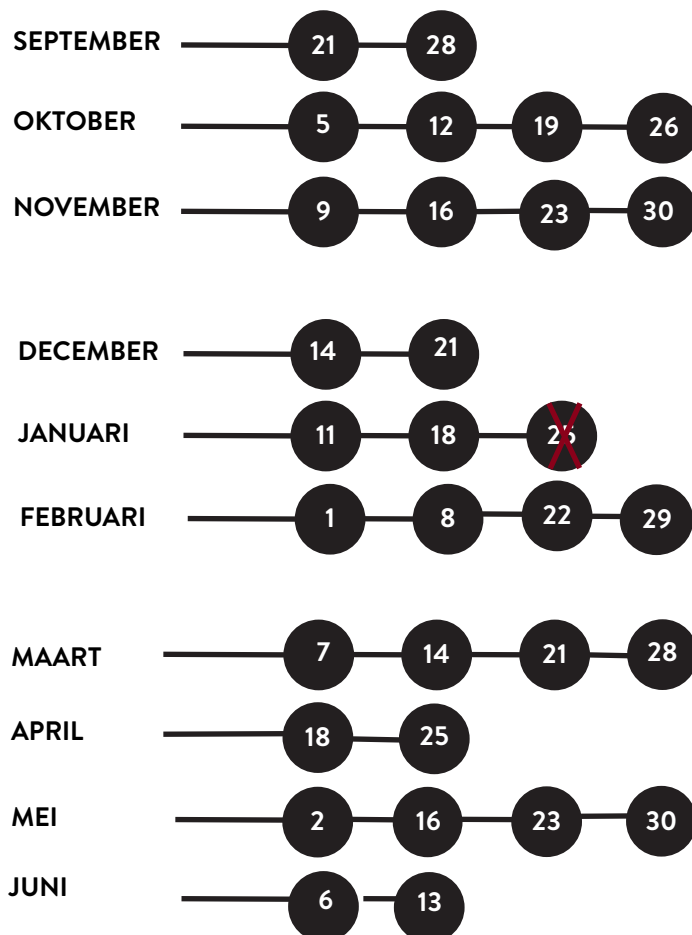 SEPTEMBER 21 28
OKTOBER 5 12 19 26
NOVEMBER 9 16 23 30
DECEMBER 14 21
JANUARI 11 18 25
FEBRUARI 1 8 22 29
MAART 7 14 21 28
APRIL 18 25
MEI 2 16 23 30
JUNI 6 13